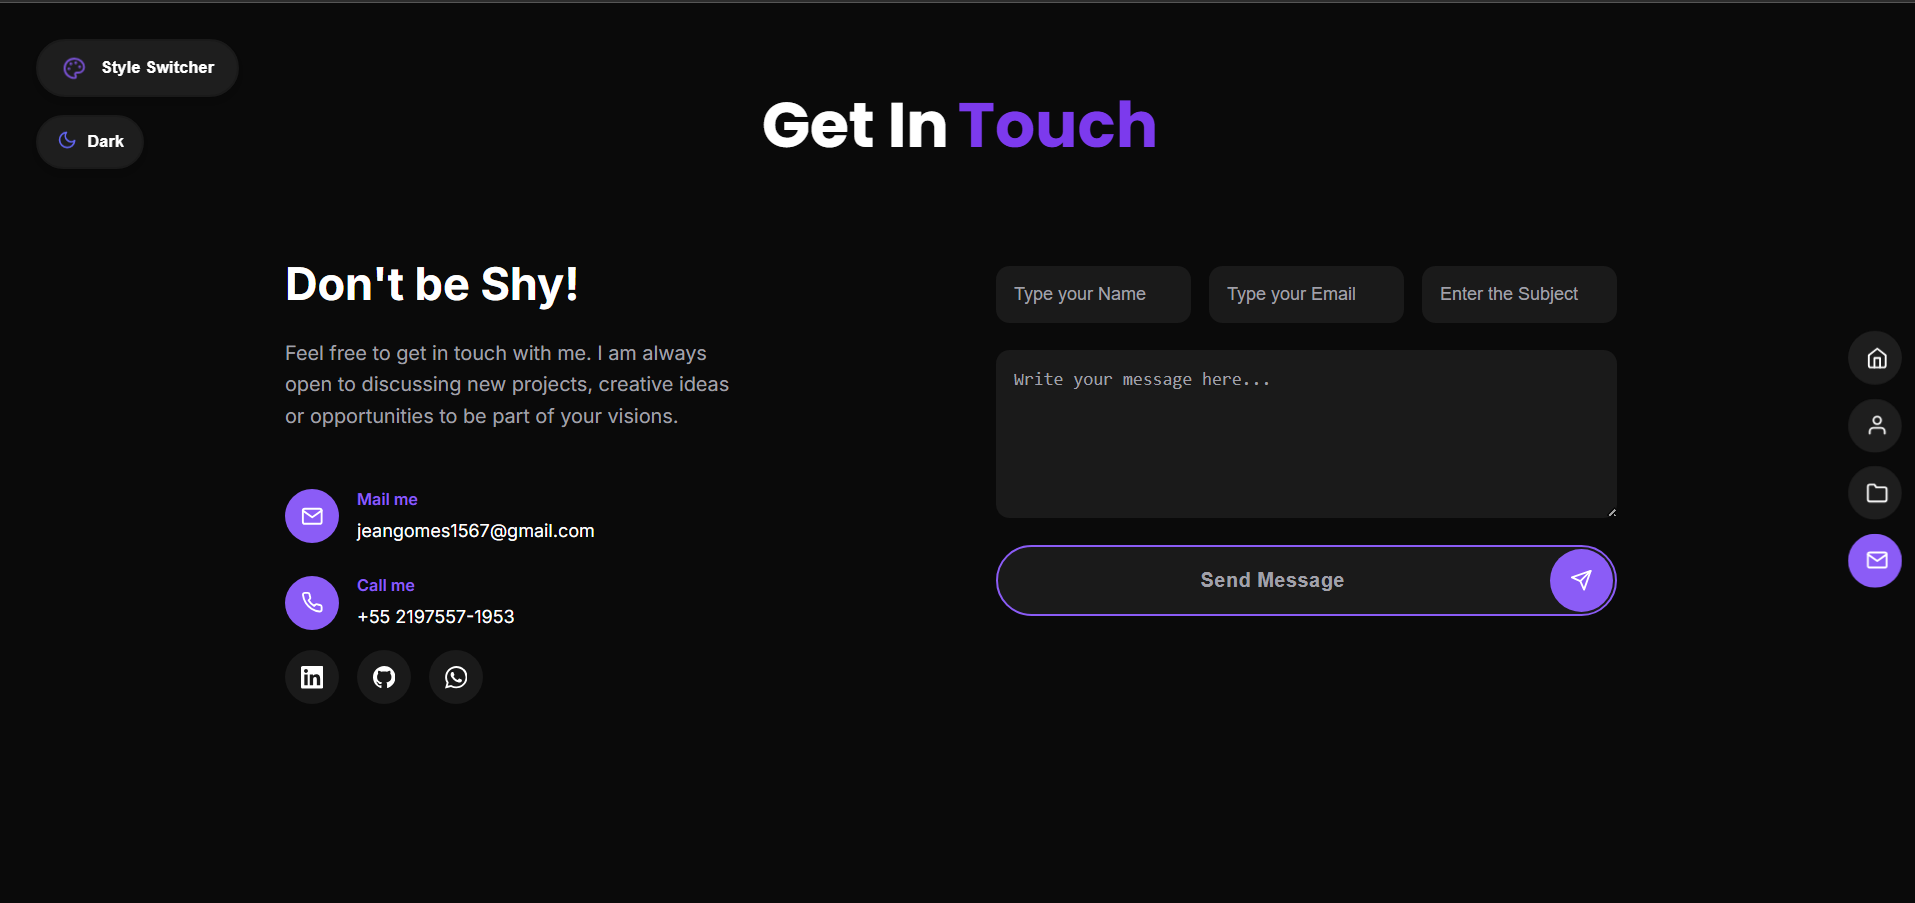 Style Switcher
Dark
Get In Touch
Don't be Shy!
Feel free to get in touch with me. I am always
open to discussing new projects, creative ideas
or opportunities to be part of your visions.
Mail me
jeangomes1567@gmail.com
Call me
+55 2197557-1953
in
Type your Name
Type your Email
Enter the Subject
Write your message here...
Send Message